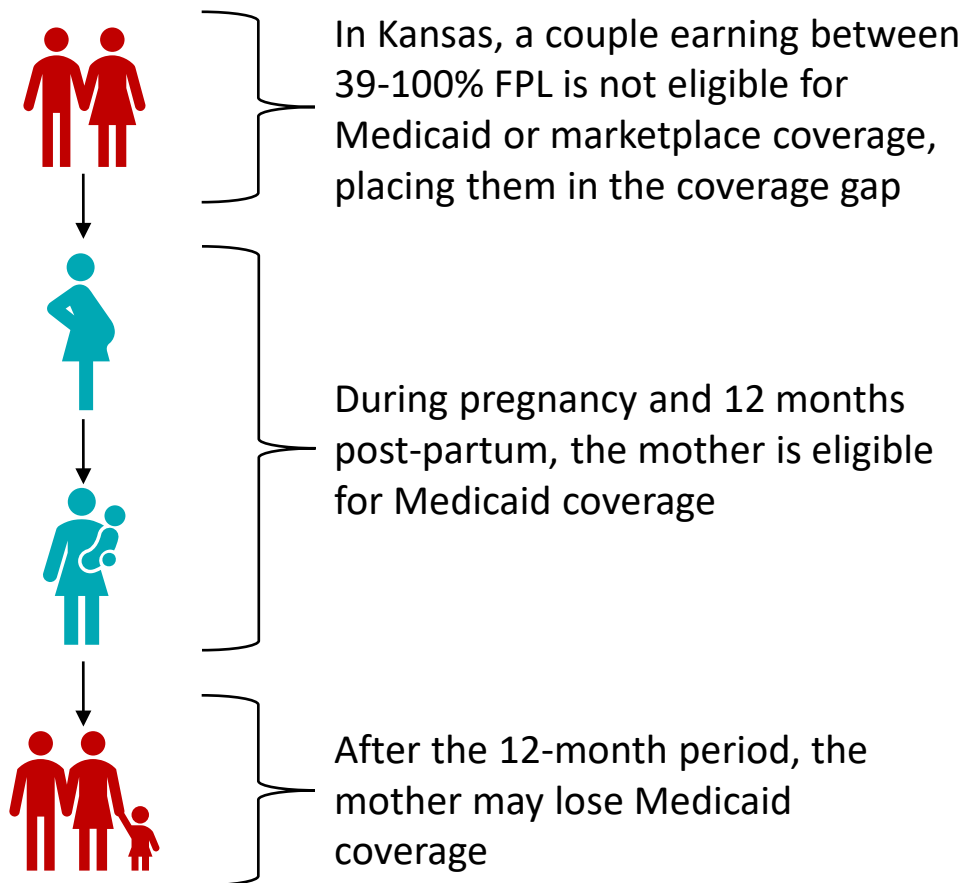 In Kansas, a couple earning between
39-100% FPL is not eligible for
Medicaid or marketplace coverage,
placing them in the coverage gap
During pregnancy and 12 months
post-partum, the mother is eligible
for Medicaid coverage
After the 12-month period, the
mother may lose Medicaid
coverage